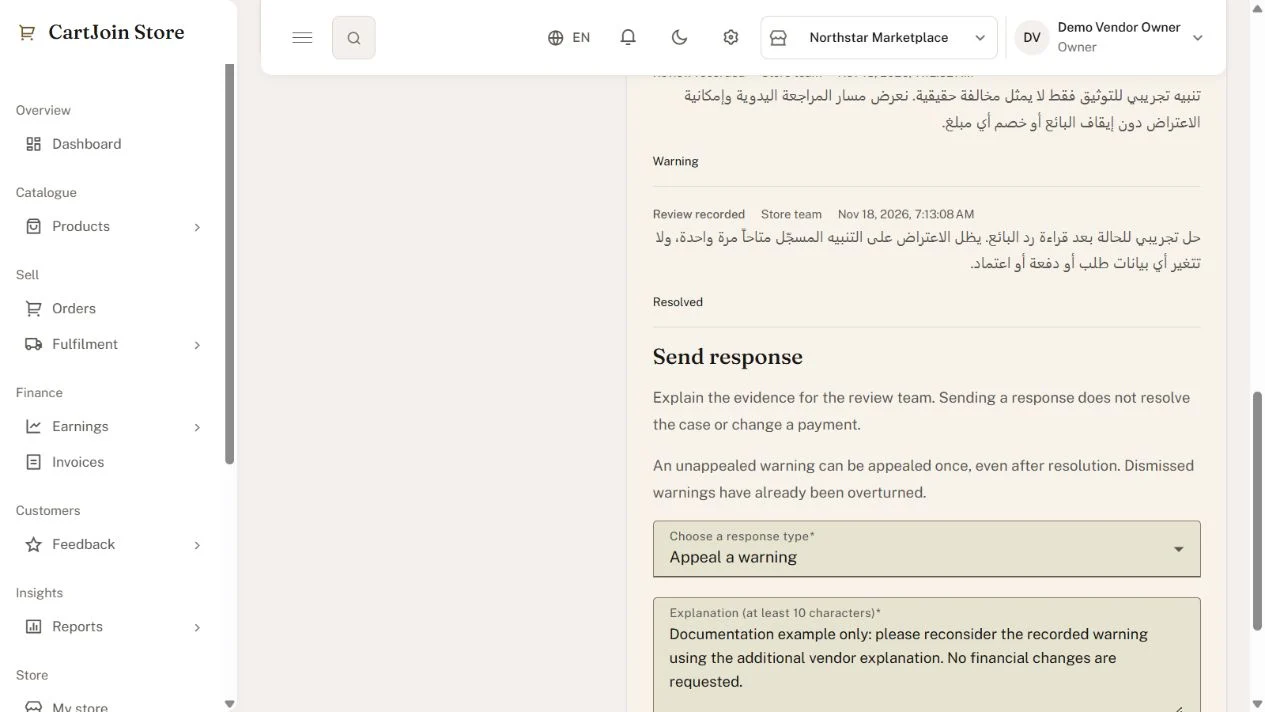 CartJoin Store
EN
Northstar Marketplace
DV
Demo Vendor Owner
Owner
Overview
Dashboard
Catalogue
Products
Sell
Orders
Fulfilment
Finance
Earnings
Invoices
Customers
Feedback
Insights
Reports
Store
My store
تنبيه تجريبي للتوثيق فقط لا يمثل مخالفة حقيقية. نعرض مسار المراجعة اليدوية وإمكانية
الاعتراض دون إيقاف البائع أو خصم أي مبلغ.
Warning
Review recorded Store team Nov 18, 2026, 7:13:08 AM
حل تجريبي للحالة بعد قراءة رد البائع. يظل الاعتراض على التنبيه المسجّل متاحاً مرة واحدة، ولا
تتغير أي بيانات طلب أو دفعة أو اعتماد.
Resolved
Send response
Explain the evidence for the review team. Sending a response does not resolve
the case or change a payment.
An unappealed warning can be appealed once, even after resolution. Dismissed
warnings have already been overturned.
Choose a response type*
Appeal a warning
Explanation (at least 10 characters)*
Documentation example only: please reconsider the recorded warning
using the additional vendor explanation. No financial changes are
requested.